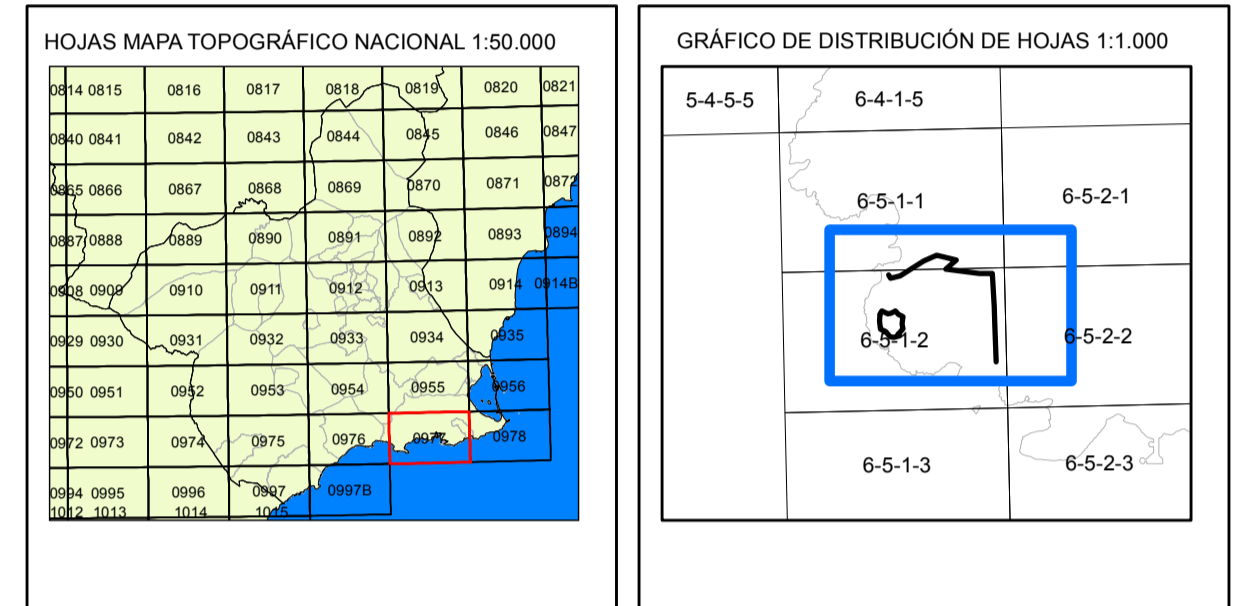 HOJAS MAPA TOPOGRÁFICO NACIONAL 1:50.000
0814 0815 0816 0817 0818 0819 0820 0821
0840 0841 0842 0843 0844 0845 0846 0847
0865 0866 0867 0868 0869 0870 0871 0872
0887 0888 0889 0890 0891 0892 0893 0894
0908 0909 0910 0911 0912 0913 0914 0914B
0929 0930 0931 0932 0933 0934 0935
0950 0951 0952 0953 0954 0955 0956
0972 0973 0974 0975 0976 0977 0978
0994 0995 0996 0997 0997B
1012 1013 1014 1015
GRÁFICO DE DISTRIBUCIÓN DE HOJAS 1:1.000
5-4-5-5 6-4-1-5
6-5-1-1 6-5-2-1
6-5-1-2 6-5-2-2
6-5-1-3 6-5-2-3